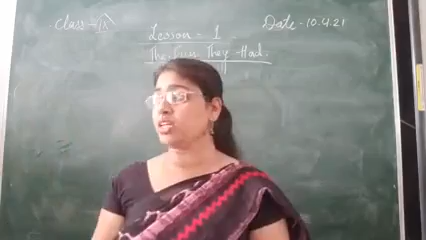 Class - IX
Lesson - 1
Date - 10.4.21
The Fun They Had.